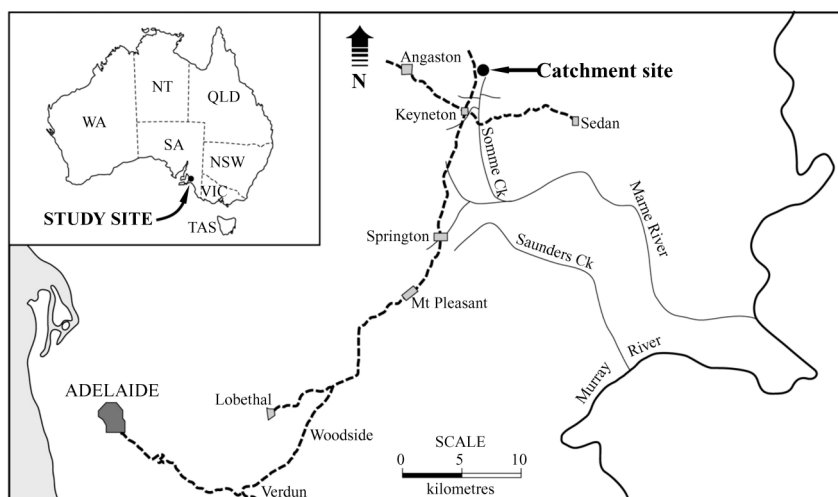 NT
QLD
WA
SA
NSW
VIC
STUDY SITE
TAS
N
Angaston
Catchment site
Keyneton
Sedan
Somme Ck
Marne River
Springton
Saunders Ck
Mt Pleasant
Murray River
ADELAIDE
Lobethal
Woodside
Verdun
SCALE
0 5 10
kilometres